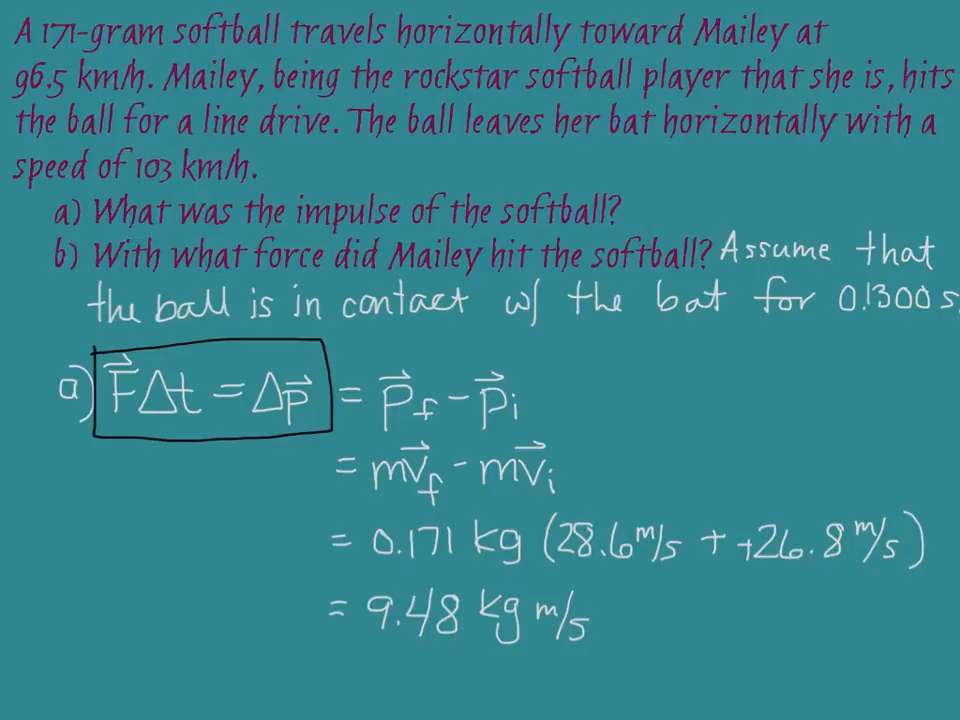 A 171-gram softball travels horizontally toward Mailey at
96.5 km/h. Mailey, being the rockstar softball player that she is, hits
the ball for a line drive. The ball leaves her bat horizontally with a
speed of 103 km/h.
a) What was the impulse of the softball?
b) With what force did Mailey hit the softball? Assume that
the ball is in contact w/ the bat for 0.1300 s.
a) F⃗Δt = Δp⃗ = p⃗f - p⃗i
= mv⃗f - mv⃗i
= 0.171 kg (28.6 m/s + +26.8 m/s)
= 9.48 kg m/s